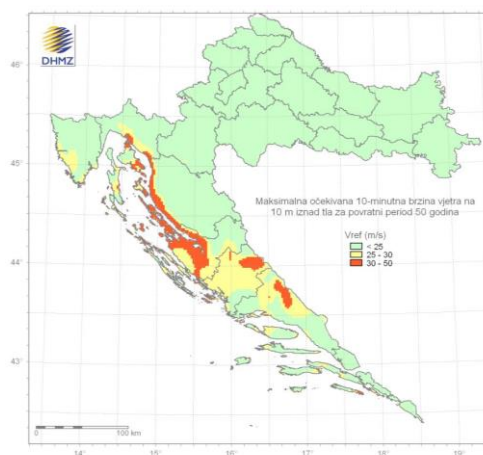 DHMZ
46˚
45˚
44˚
43˚
Maksimalna očekivana 10-minutna brzina vjetra na
10 m iznad tla za povratni period 50 godina
Vref (m/s)
< 25
25 - 30
30 - 50
0 100 km
14˚ 15˚ 16˚ 17˚ 18˚ 19˚